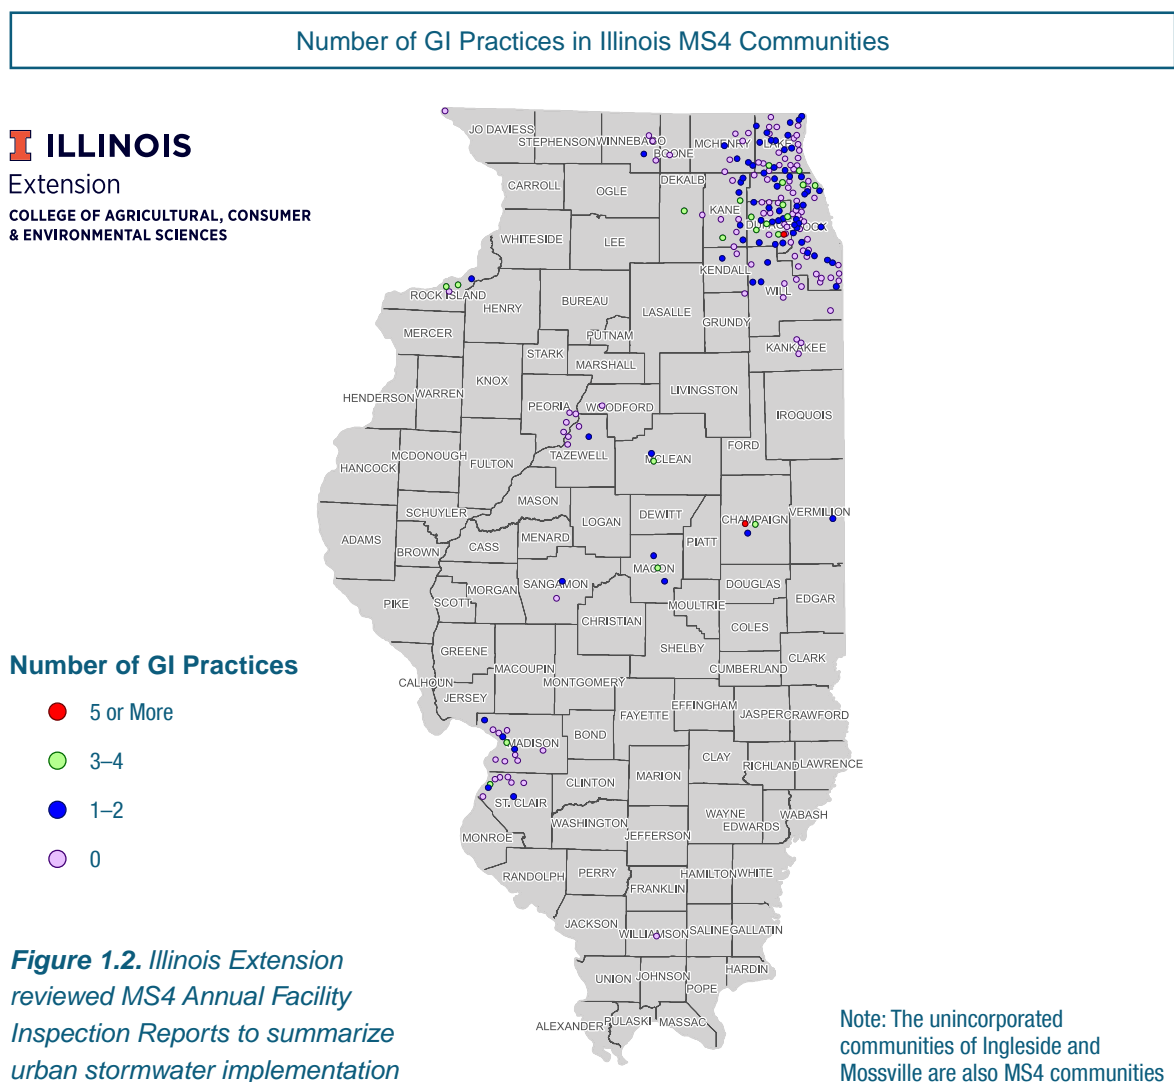 Number of GI Practices in Illinois MS4 Communities
ILLINOIS
Extension
COLLEGE OF AGRICULTURAL, CONSUMER
& ENVIRONMENTAL SCIENCES
JO DAVIESS
STEPHENSON
WINNEBAGO
BOONE
MCHENRY
LAKE
CARROLL
OGLE
DEKALB
KANE
DUPAGE
COOK
WHITESIDE
LEE
KENDALL
WILL
ROCK ISLAND
HENRY
BUREAU
LASALLE
GRUNDY
MERCER
PUTNAM
KANKAKEE
STARK
MARSHALL
HENDERSON
WARREN
KNOX
PEORIA
WOODFORD
LIVINGSTON
IROQUOIS
HANCOCK
MCDONOUGH
FULTON
TAZEWELL
MCLEAN
FORD
SCHUYLER
MASON
LOGAN
DEWITT
CHAMPAIGN
VERMILION
ADAMS
BROWN
CASS
MENARD
PIATT
MACON
PIKE
SCOTT
MORGAN
SANGAMON
DOUGLAS
EDGAR
CHRISTIAN
MOULTRIE
COLES
GREENE
SHELBY
CLARK
CALHOUN
JERSEY
MACOUPIN
MONTGOMERY
CUMBERLAND
FAYETTE
EFFINGHAM
JASPER
CRAWFORD
MADISON
BOND
CLAY
RICHLAND
LAWRENCE
CLINTON
MARION
ST. CLAIR
WASHINGTON
WAYNE
EDWARDS
WABASH
MONROE
JEFFERSON
RANDOLPH
PERRY
HAMILTON
WHITE
FRANKLIN
JACKSON
WILLIAMSON
SALINE
GALLATIN
UNION
JOHNSON
POPE
HARDIN
ALEXANDER
PULASKI
MASSAC
Number of GI Practices
5 or More
3–4
1–2
0
Figure 1.2. Illinois Extension
reviewed MS4 Annual Facility
Inspection Reports to summarize
urban stormwater implementation
Note: The unincorporated
communities of Ingleside and
Mossville are also MS4 communities